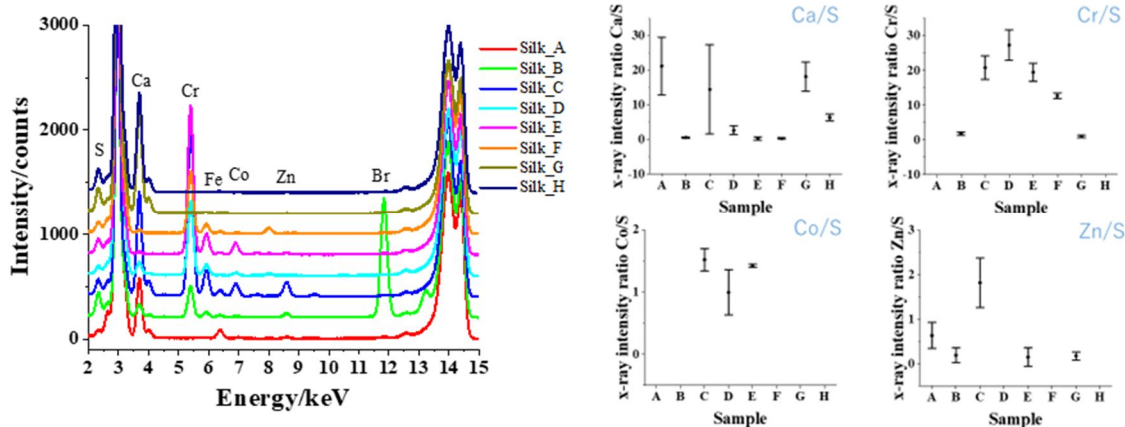 3000
2000
1000
0
Intensity/counts
S
Ca
Cr
Fe
Co
Zn
Br
Silk_A
Silk_B
Silk_C
Silk_D
Silk_E
Silk_F
Silk_G
Silk_H
2 3 4 5 6 7 8 9 10 11 12 13 14 15
Energy/keV
Ca/S
x-ray intensity ratio Ca/S
30
20
10
0
-10
A B C D E F G H
Sample
Cr/S
x-ray intensity ratio Cr/S
30
20
10
0
-10
A B C D E F G H
Sample
Co/S
x-ray intensity ratio Co/S
2
1
0
A B C D E F G H
Sample
Zn/S
x-ray intensity ratio Zn/S
3
2
1
0
A B C D E F G H
Sample